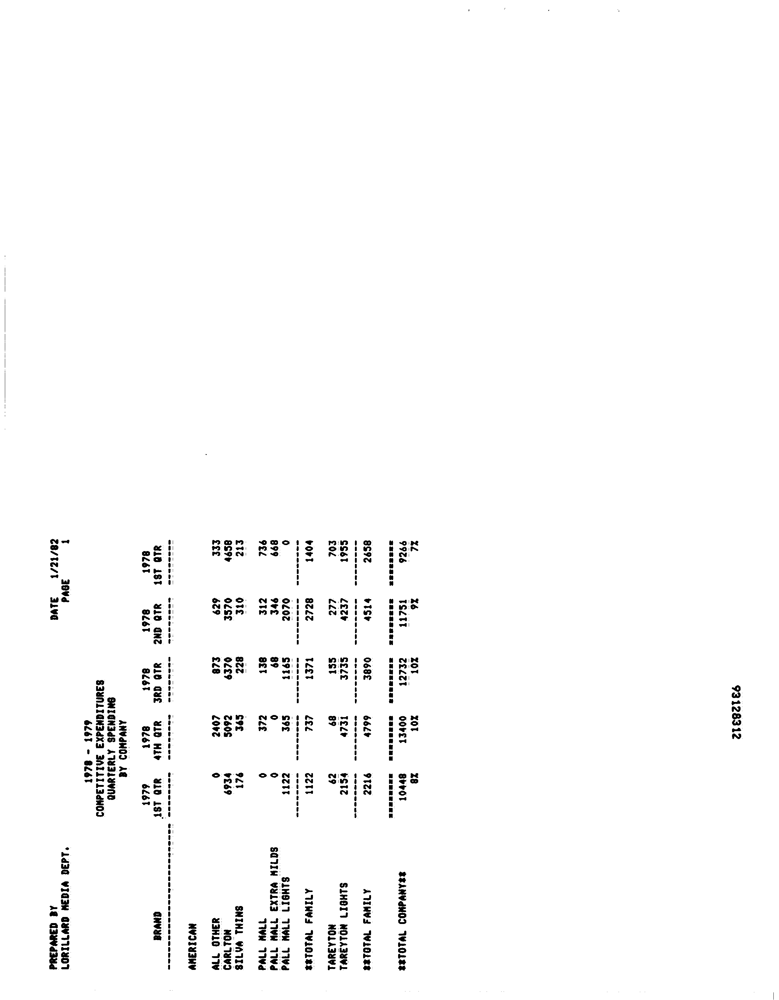 PREPARED BY DATE 1/21/82
LORILLARD MEDIA DEPT. PAGE 1
1978 - 1979
COMPETITIVE EXPENDITURES
QUARTERLY SPENDING
BY COMPANY
1979 1978 1978 1978 1978
BRAND 1ST QTR 4TH QTR 3RD QTR 2ND QTR 1ST QTR
AMERICAN
ALL OTHER 0 2407 873 629 333
CARLTON 6934 5092 6370 3570 4658
SILVA THINS 176 365 228 310 213
PALL MALL 0 372 138 312 736
PALL MALL EXTRA MILDS 0 0 68 346 668
PALL MALL LIGHTS 1122 365 1165 2070 0
**TOTAL FAMILY 1122 737 1371 2728 1404
TAREYTON 62 68 155 277 703
TAREYTON LIGHTS 2154 4731 3735 4237 1955
**TOTAL FAMILY 2216 4799 3890 4514 2658
**TOTAL COMPANY** 10448 13400 12732 11751 9266
8% 10% 10% 9% 7%
93128312